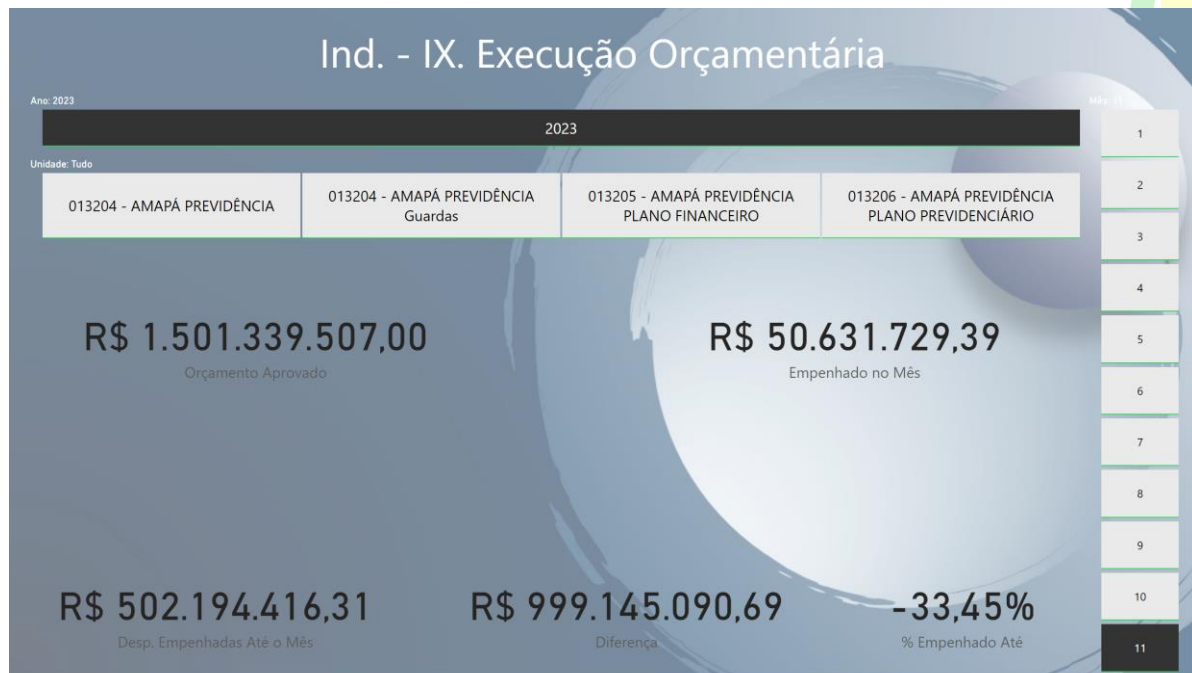 Ind. - IX. Execução Orçamentária
Ano: 2023
2023
Unidade: Tudo
013204 - AMAPÁ PREVIDÊNCIA
013204 - AMAPÁ PREVIDÊNCIA
Guardas
013205 - AMAPÁ PREVIDÊNCIA
PLANO FINANCEIRO
013206 - AMAPÁ PREVIDÊNCIA
PLANO PREVIDENCIÁRIO
Mês: 11
1
2
3
4
5
6
7
8
9
10
11
R$ 1.501.339.507,00
Orçamento Aprovado
R$ 50.631.729,39
Empenhado no Mês
R$ 502.194.416,31
Desp. Empenhadas Até o Mês
R$ 999.145.090,69
Diferença
-33,45%
% Empenhado Até